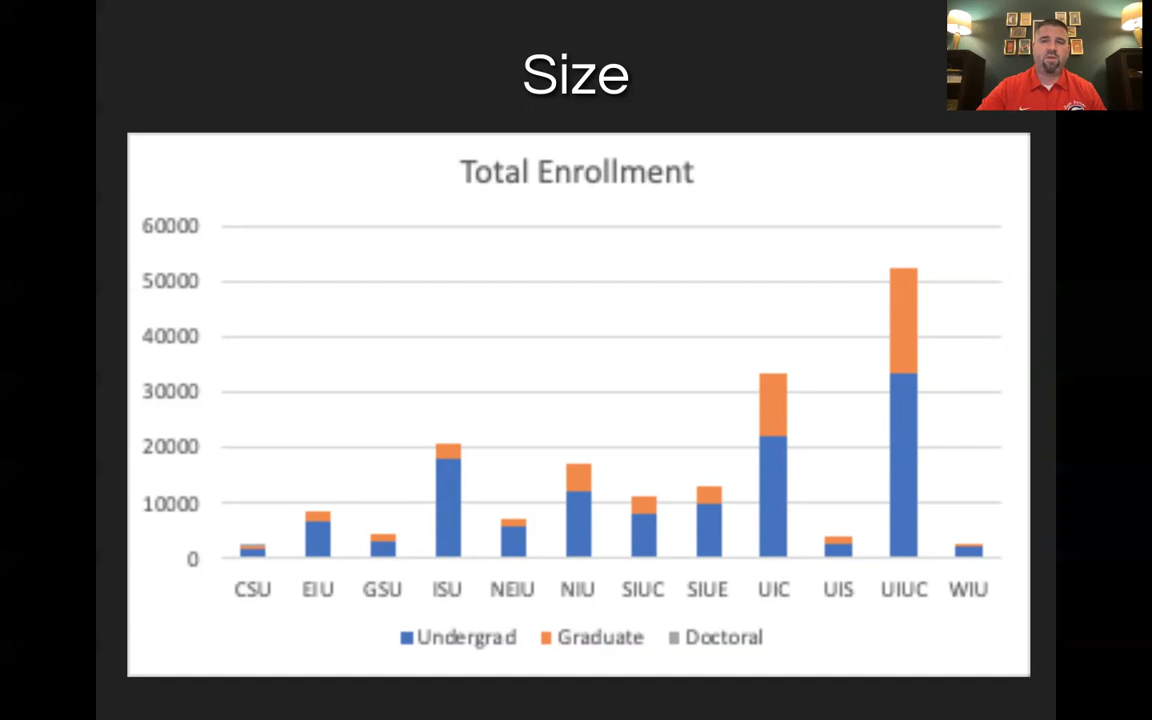 Size
Total Enrollment
60000
50000
40000
30000
20000
10000
0
CSU EIU GSU ISU NEIU NIU SIUC SIUE UIC UIS UIUC WIU
Undergrad Graduate Doctoral